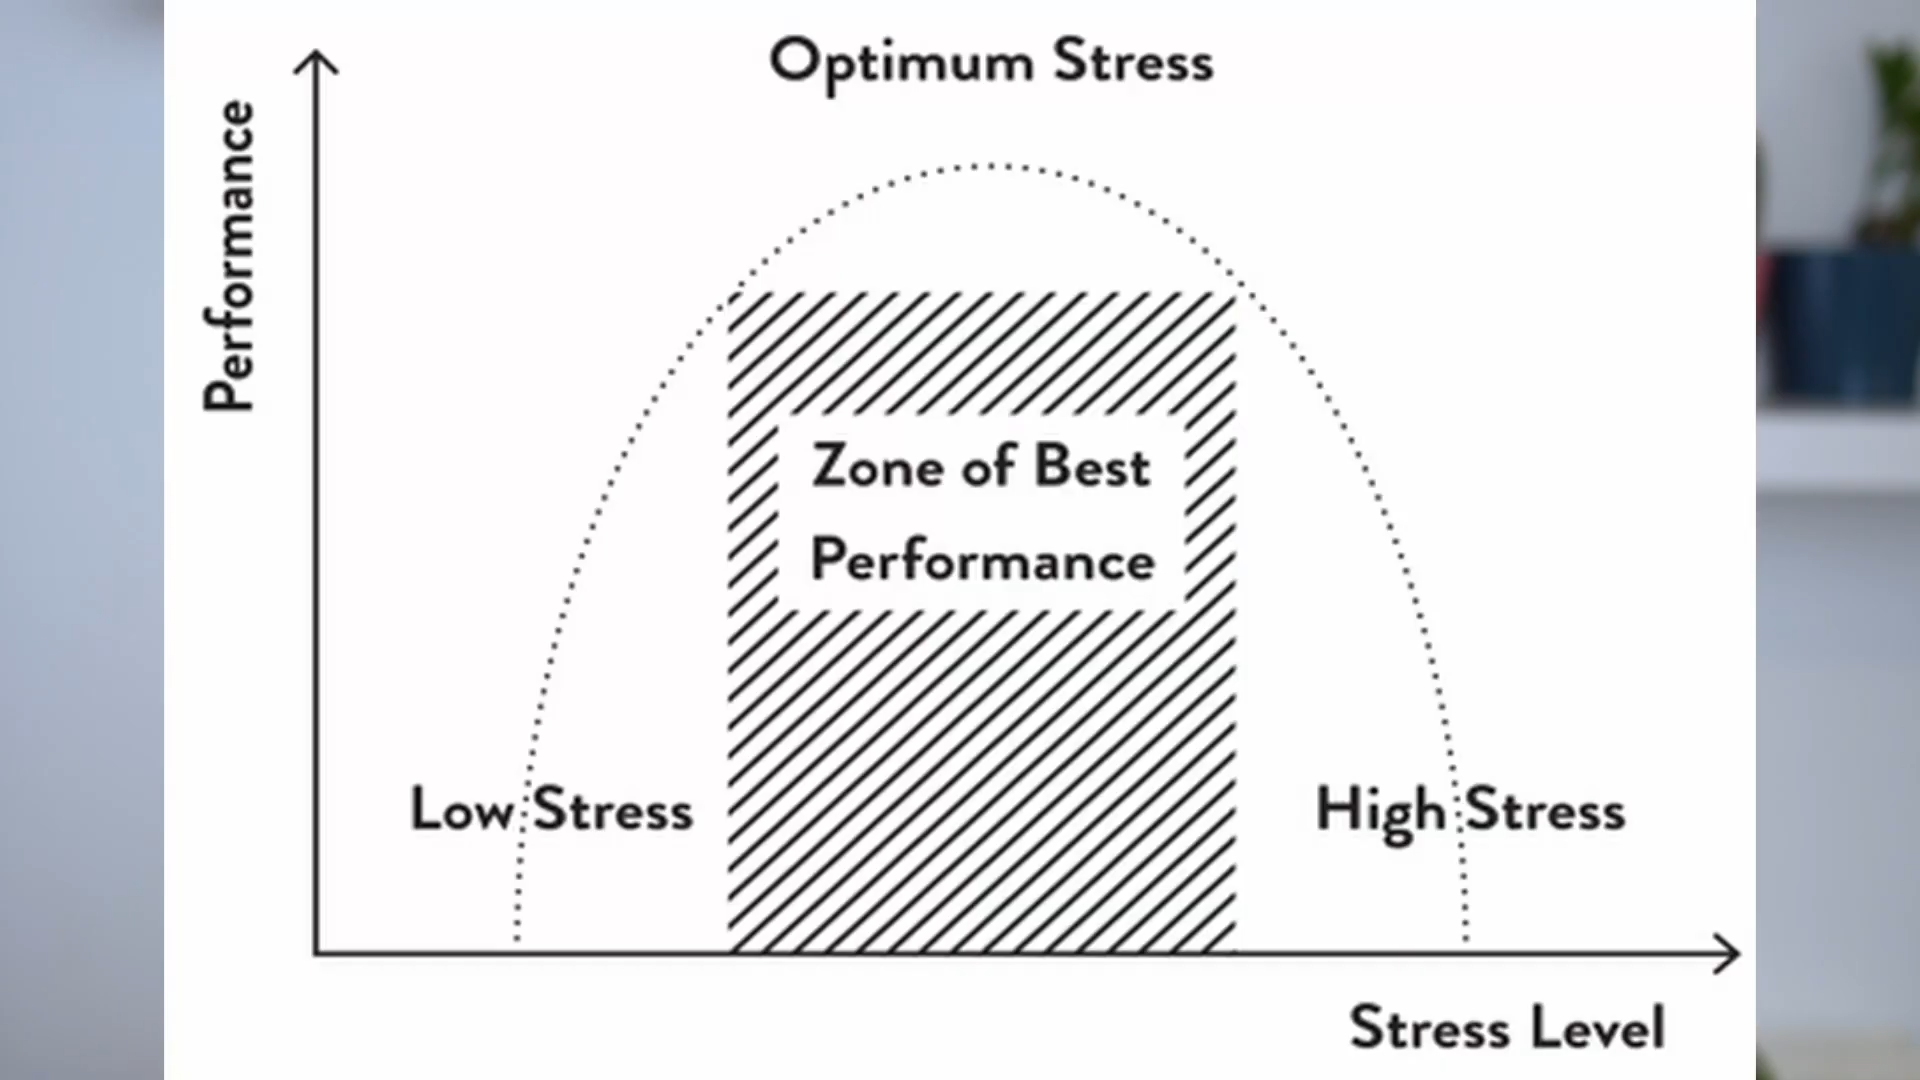 Optimum Stress
Performance
Zone of Best
Performance
Low Stress
High Stress
Stress Level